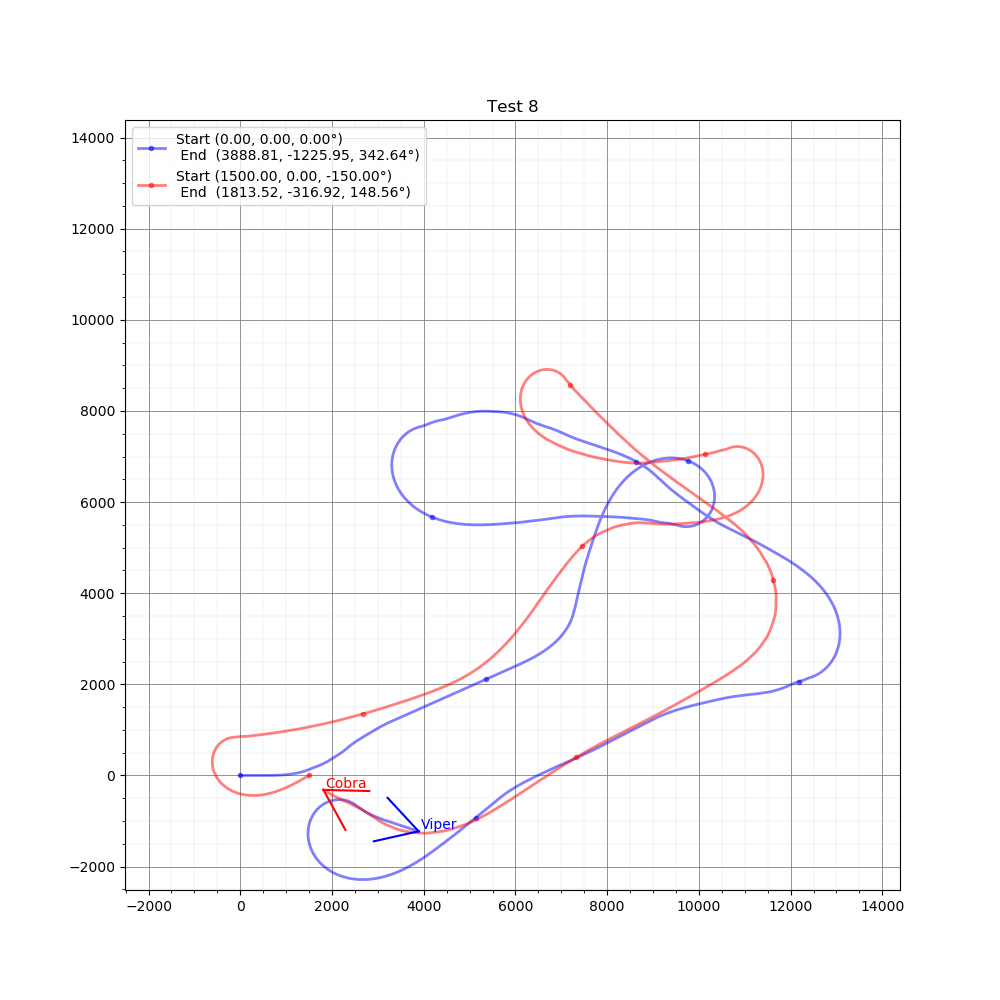 Test 8
Start (0.00, 0.00, 0.00°)
End  (3888.81, -1225.95, 342.64°)
Start (1500.00, 0.00, -150.00°)
End  (1813.52, -316.92, 148.56°)
14000
12000
10000
8000
6000
4000
2000
0
−2000
Cobra
Viper
−2000 0 2000 4000 6000 8000 10000 12000 14000